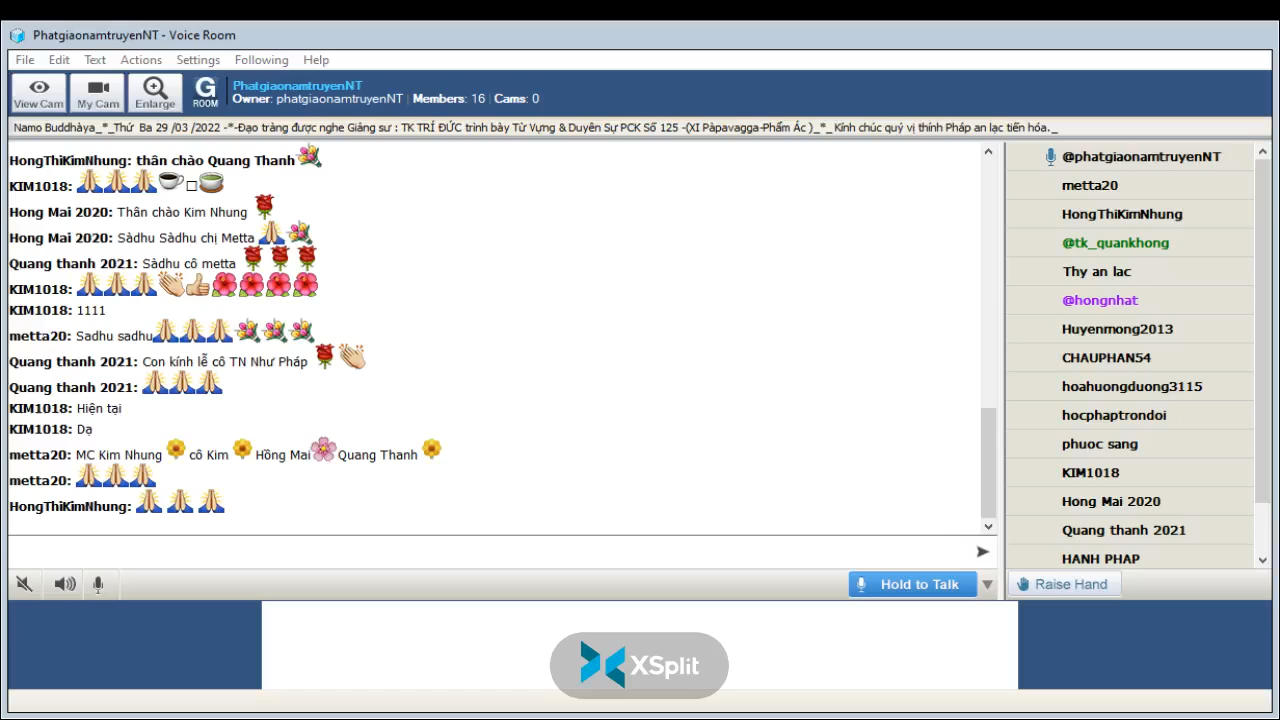 PhatgiaonamtruyenNT - Voice Room
File Edit Text Actions Settings Following Help
View Cam My Cam Enlarge G ROOM
PhatgiaonamtruyenNT
Owner: phatgiaonamtruyenNT | Members: 16 | Cams: 0
Namo Buddhàya_*_Thứ Ba 29 /03 /2022 -*-Đạo tràng được nghe Giảng sư : TK TRÍ ĐỨC trình bày Từ Vựng & Duyên Sự PCK Số 125 -(XI Pàpavagga-Phẩm Ác )_*_ Kính chúc quý vị thính Pháp an lạc tiến hóa._
HongThiKimNhung: thân chào Quang Thanh
KIM1018:
Hong Mai 2020: Thân chào Kim Nhung
Hong Mai 2020: Sàdhu Sàdhu chị Metta
Quang thanh 2021: Sàdhu cô metta
KIM1018:
KIM1018: 1111
metta20: Sadhu sadhu
Quang thanh 2021: Con kính lễ cô TN Như Pháp
Quang thanh 2021:
KIM1018: Hiện tại
KIM1018: Dạ
metta20: MC Kim Nhung cô Kim Hồng Mai Quang Thanh
metta20:
HongThiKimNhung:
@phatgiaonamtruyenNT
metta20
HongThiKimNhung
@tk_quankhong
Thy an lac
@hongnhat
Huyenmong2013
CHAUPHAN54
hoahuongduong3115
hocphaptrondoi
phuoc sang
KIM1018
Hong Mai 2020
Quang thanh 2021
HANH PHAP
Hold to Talk
Raise Hand
XSplit